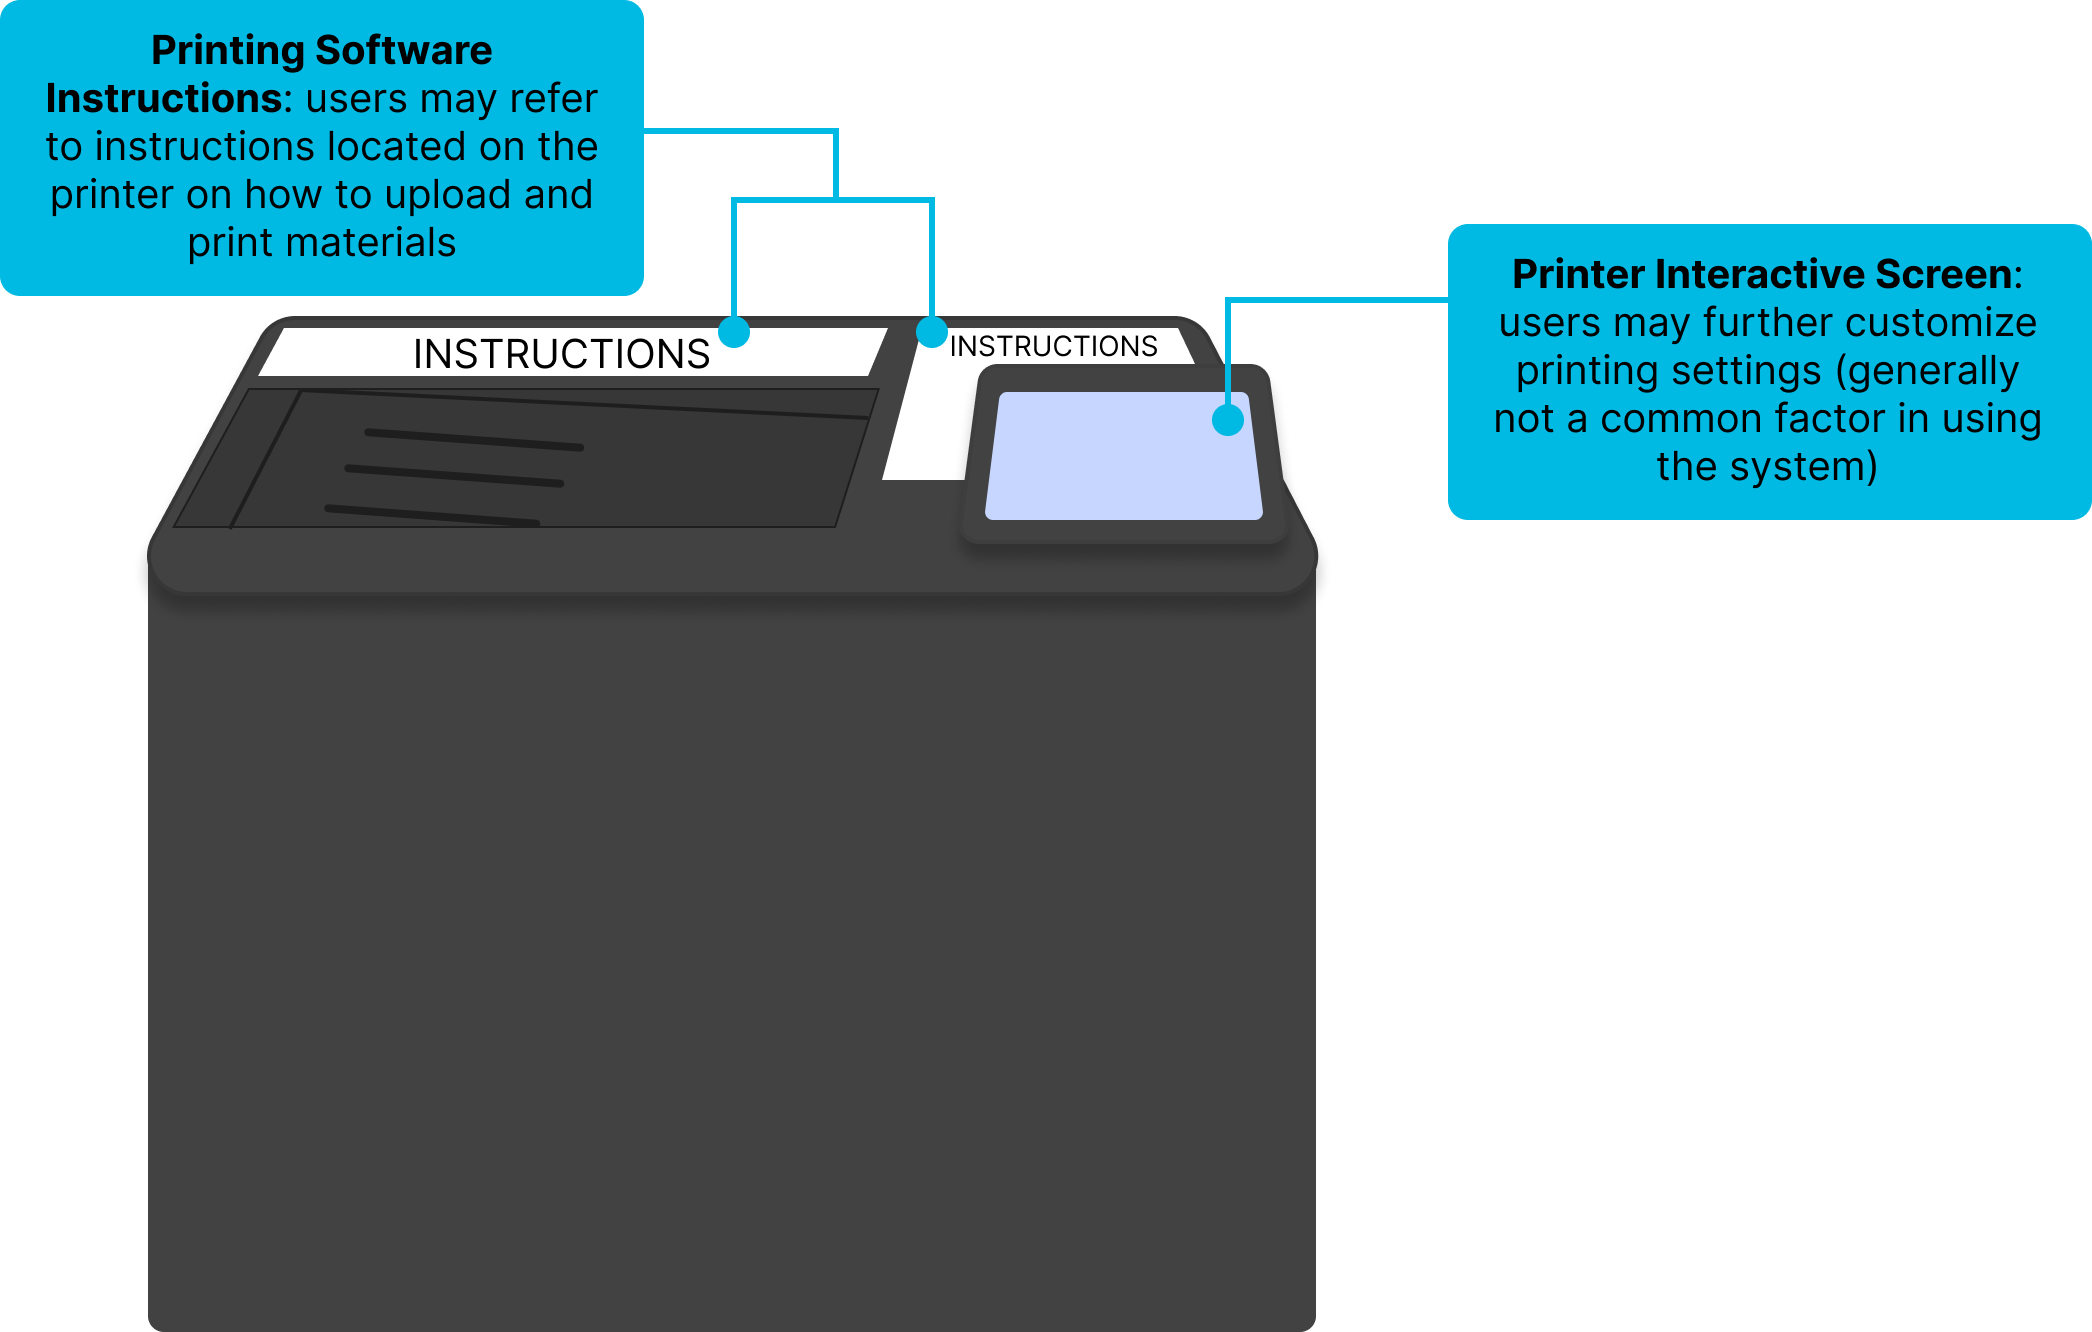 Printing Software
Instructions: users may refer
to instructions located on the
printer on how to upload and
print materials
Printer Interactive Screen:
users may further customize
printing settings (generally
not a common factor in using
the system)
INSTRUCTIONS
INSTRUCTIONS